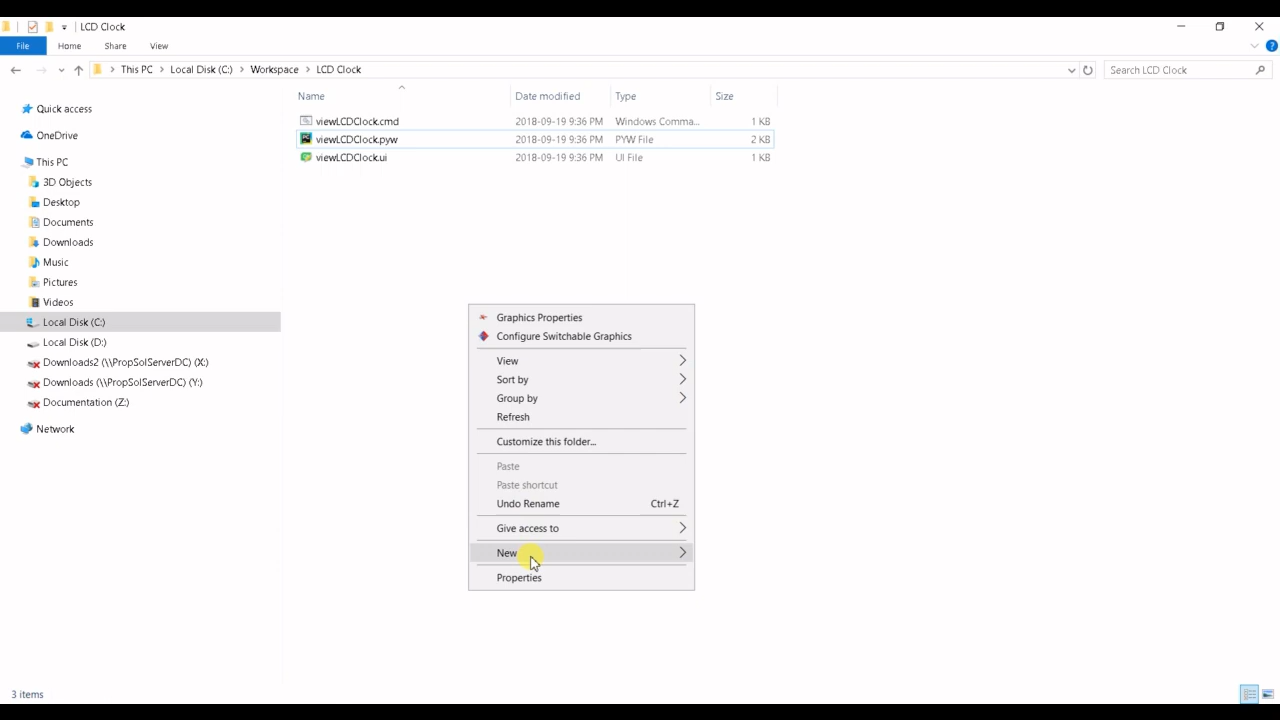 LCD Clock
File Home Share View
This PC Local Disk (C:) Workspace LCD Clock
Search LCD Clock
Quick access
OneDrive
This PC
3D Objects
Desktop
Documents
Downloads
Music
Pictures
Videos
Local Disk (C:)
Local Disk (D:)
Downloads2 (\\PropSolServerDC) (X:)
Downloads (\\PropSolServerDC) (Y:)
Documentation (Z:)
Network
Name Date modified Type Size
viewLCDClock.cmd 2018-09-19 9:36 PM Windows Comma... 1 KB
viewLCDClock.pyw 2018-09-19 9:36 PM PYW File 2 KB
viewLCDClock.ui 2018-09-19 9:36 PM UI File 1 KB
Graphics Properties
Configure Switchable Graphics
View
Sort by
Group by
Refresh
Customize this folder...
Paste
Paste shortcut
Undo Rename Ctrl+Z
Give access to
New
Properties
3 items